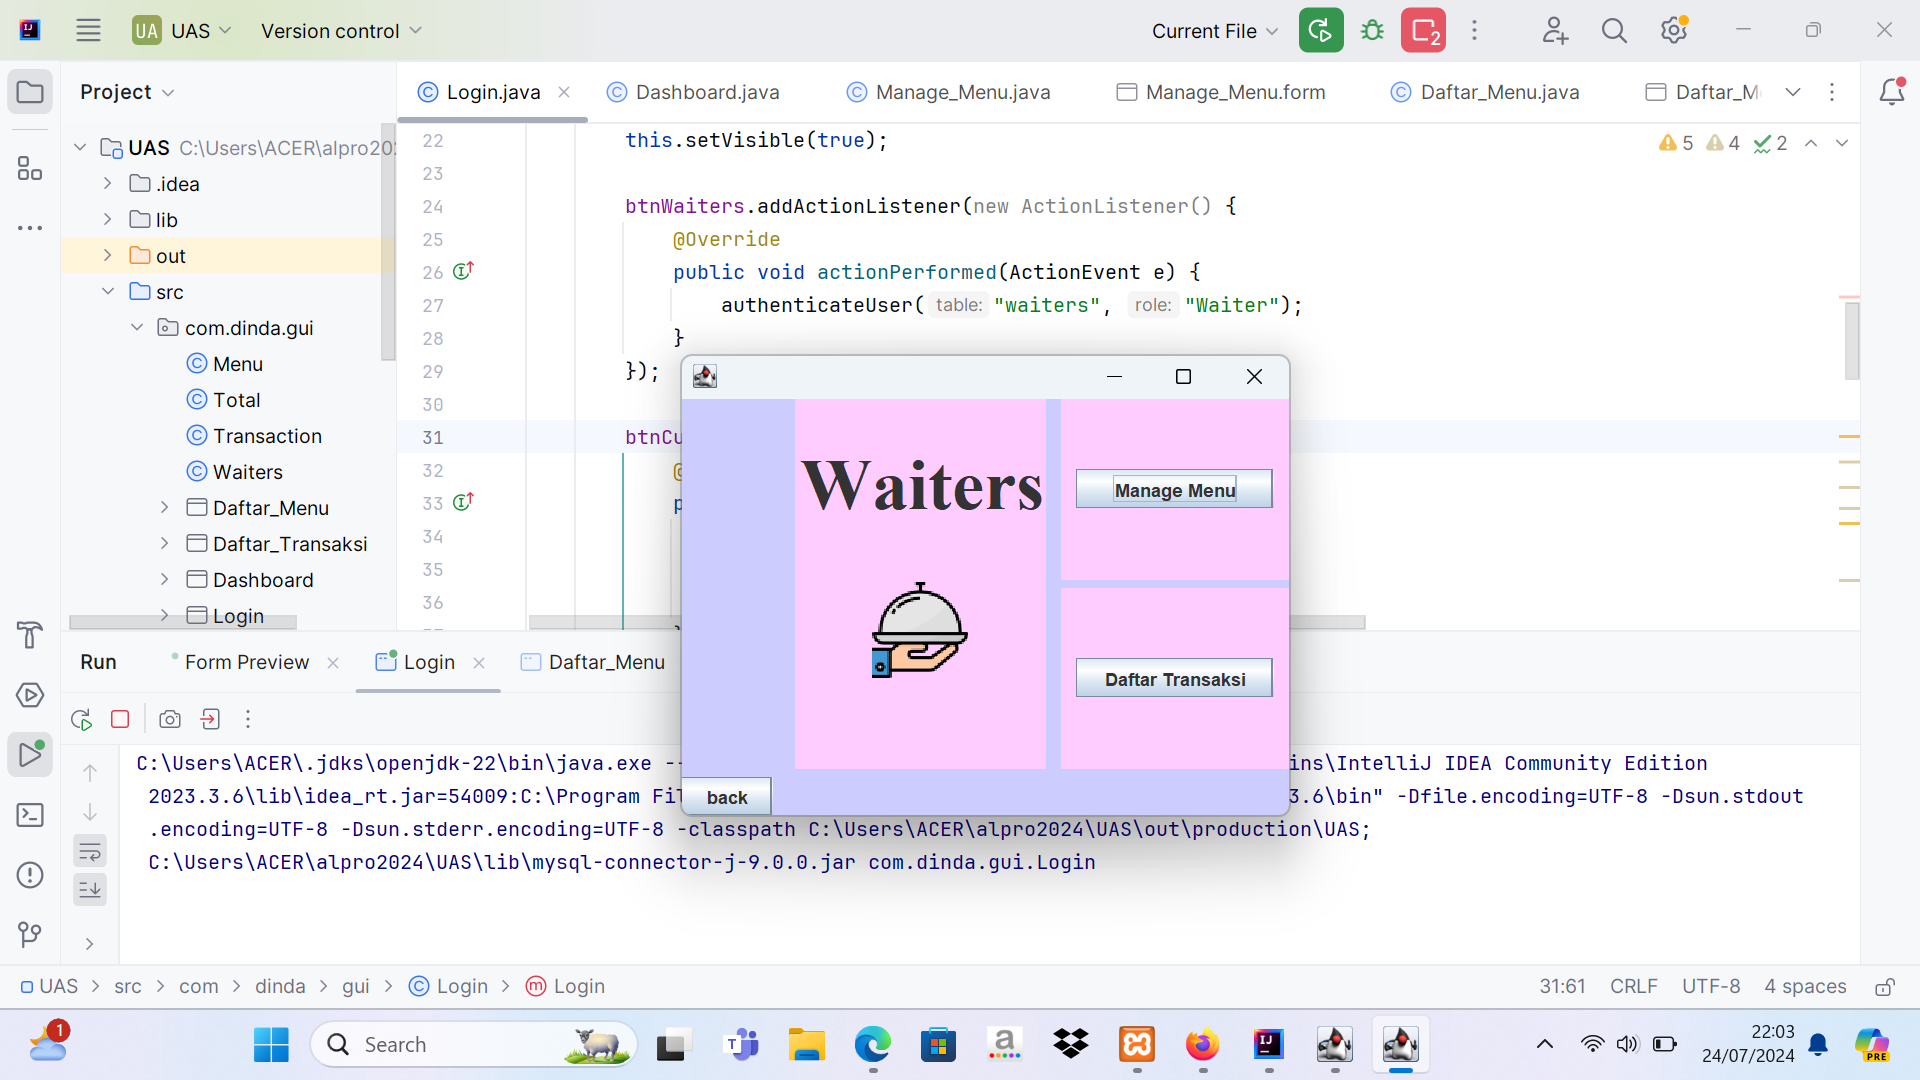 UA UAS Version control Current File 2
Project
Login.java Dashboard.java Manage_Menu.java Manage_Menu.form Daftar_Menu.java Daftar_M
UAS C:\Users\ACER\alpro20
.idea
lib
out
src
com.dinda.gui
Menu
Total
Transaction
Waiters
Daftar_Menu
Daftar_Transaksi
Dashboard
Login
5 4 2
22 this.setVisible(true);
23
24 btnWaiters.addActionListener(new ActionListener() {
25 @Override
26 public void actionPerformed(ActionEvent e) {
27 authenticateUser( table: "waiters", role: "Waiter");
28 }
29 });
30
31 btnCu
32
33 p
34
35
36
Waiters
Manage Menu
Daftar Transaksi
back
Run Form Preview Login Daftar_Menu
C:\Users\ACER\.jdks\openjdk-22\bin\java.exe -- ins\IntelliJ IDEA Community Edition
2023.3.6\lib\idea_rt.jar=54009:C:\Program Fi 3.6\bin" -Dfile.encoding=UTF-8 -Dsun.stdout
.encoding=UTF-8 -Dsun.stderr.encoding=UTF-8 -classpath C:\Users\ACER\alpro2024\UAS\out\production\UAS;
C:\Users\ACER\alpro2024\UAS\lib\mysql-connector-j-9.0.0.jar com.dinda.gui.Login
UAS > src > com > dinda > gui > Login > Login
31:61 CRLF UTF-8 4 spaces
1
Search
22:03
24/07/2024
PRE